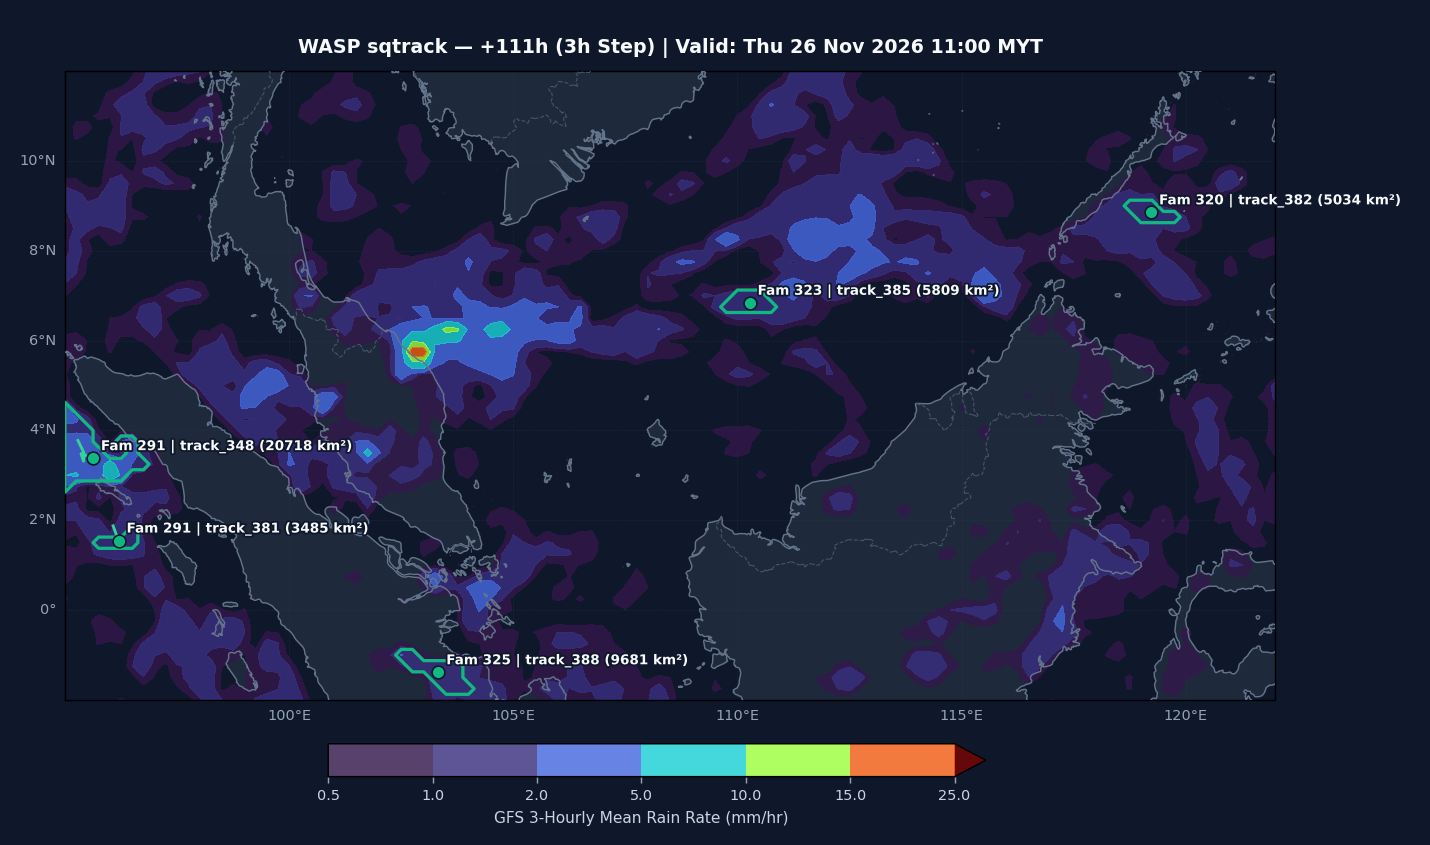 WASP sqtrack — +111h (3h Step) | Valid: Thu 26 Nov 2026 11:00 MYT
10°N
Fam 320 | track_382 (5034 km²)
8°N
Fam 323 | track_385 (5809 km²)
6°N
4°N
Fam 291 | track_348 (20718 km²)
2°N
Fam 291 | track_381 (3485 km²)
0°
Fam 325 | track_388 (9681 km²)
100°E 105°E 110°E 115°E 120°E
0.5 1.0 2.0 5.0 10.0 15.0 25.0
GFS 3-Hourly Mean Rain Rate (mm/hr)